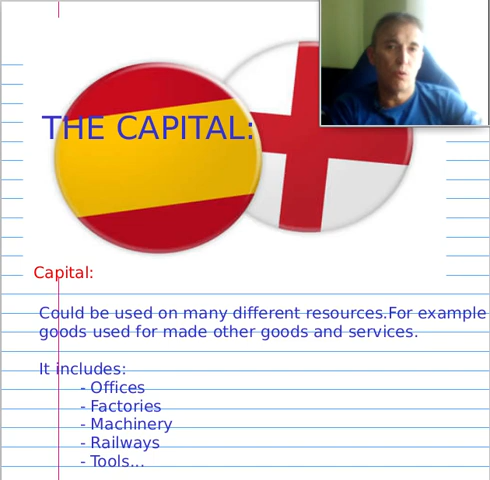 THE CAPITAL:
Capital:
Could be used on many different resources.For example
goods used for made other goods and services.
It includes:
- Offices
- Factories
- Machinery
- Railways
- Tools...